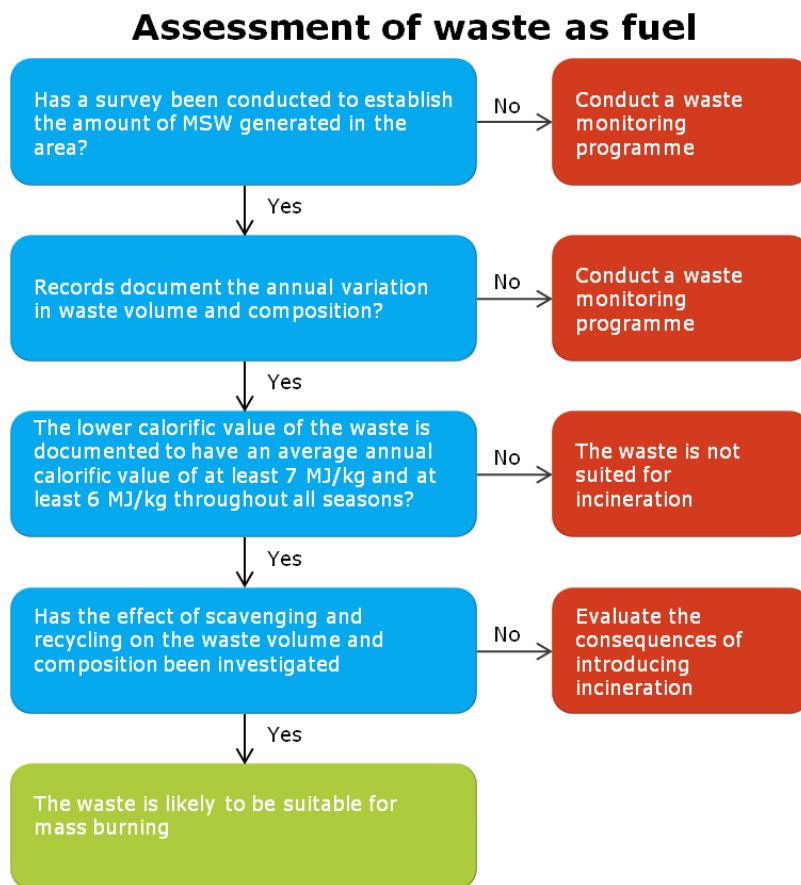 Assessment of waste as fuel
Has a survey been conducted to establish
the amount of MSW generated in the
area?
No
Conduct a waste
monitoring
programme
Yes
Records document the annual variation
in waste volume and composition?
No
Conduct a waste
monitoring
programme
Yes
The lower calorific value of the waste is
documented to have an average annual
calorific value of at least 7 MJ/kg and at
least 6 MJ/kg throughout all seasons?
No
The waste is not
suited for
incineration
Yes
Has the effect of scavenging and
recycling on the waste volume and
composition been investigated
No
Evaluate the
consequences of
introducing
incineration
Yes
The waste is likely to be suitable for
mass burning